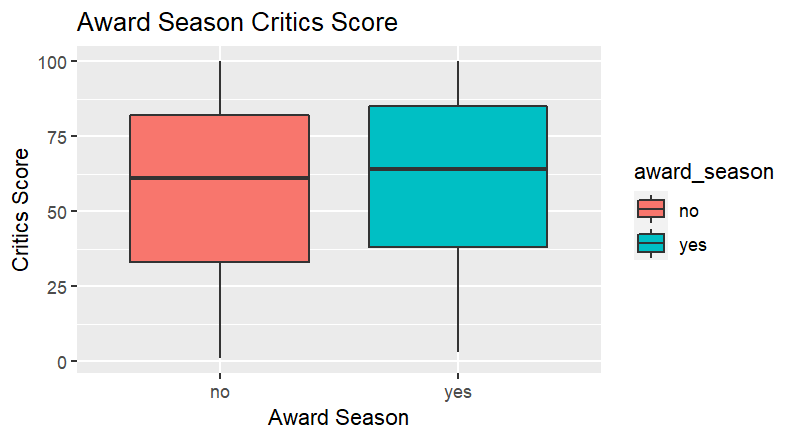 Award Season Critics Score
100
75
50
25
0
Critics Score
no
yes
Award Season
award_season
no
yes